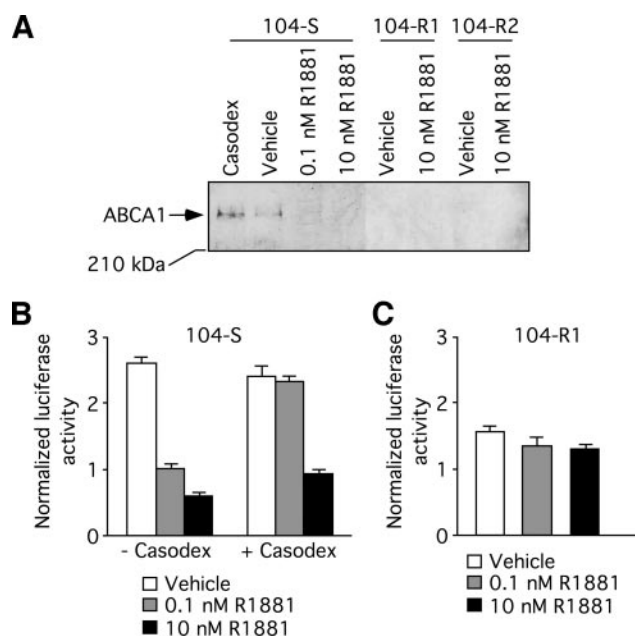 A
104-S 104-R1 104-R2
Casodex
Vehicle
0.1 nM R1881
10 nM R1881
Vehicle
10 nM R1881
Vehicle
10 nM R1881
ABCA1
210 kDa
B
104-S
Normalized luciferase
activity
3
2
1
0
- Casodex + Casodex
Vehicle
0.1 nM R1881
10 nM R1881
C
104-R1
Normalized luciferase
activity
3
2
1
0
Vehicle
0.1 nM R1881
10 nM R1881